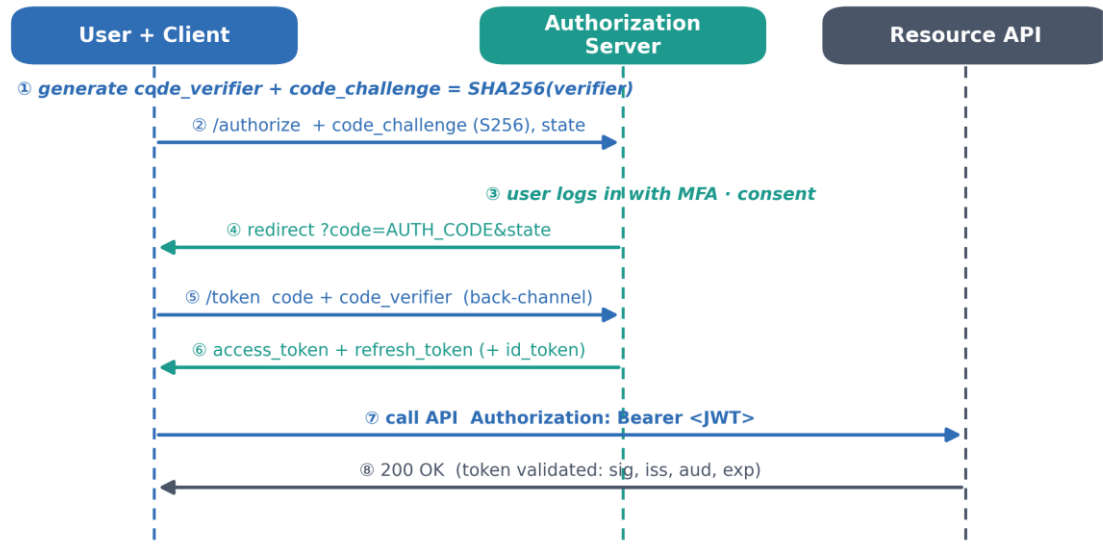 User + Client
Authorization
Server
Resource API
① generate code_verifier + code_challenge = SHA256(verifier)
② /authorize + code_challenge (S256), state
③ user logs in with MFA · consent
④ redirect ?code=AUTH_CODE&state
⑤ /token code + code_verifier (back-channel)
⑥ access_token + refresh_token (+ id_token)
⑦ call API Authorization: Bearer <JWT>
⑧ 200 OK (token validated: sig, iss, aud, exp)